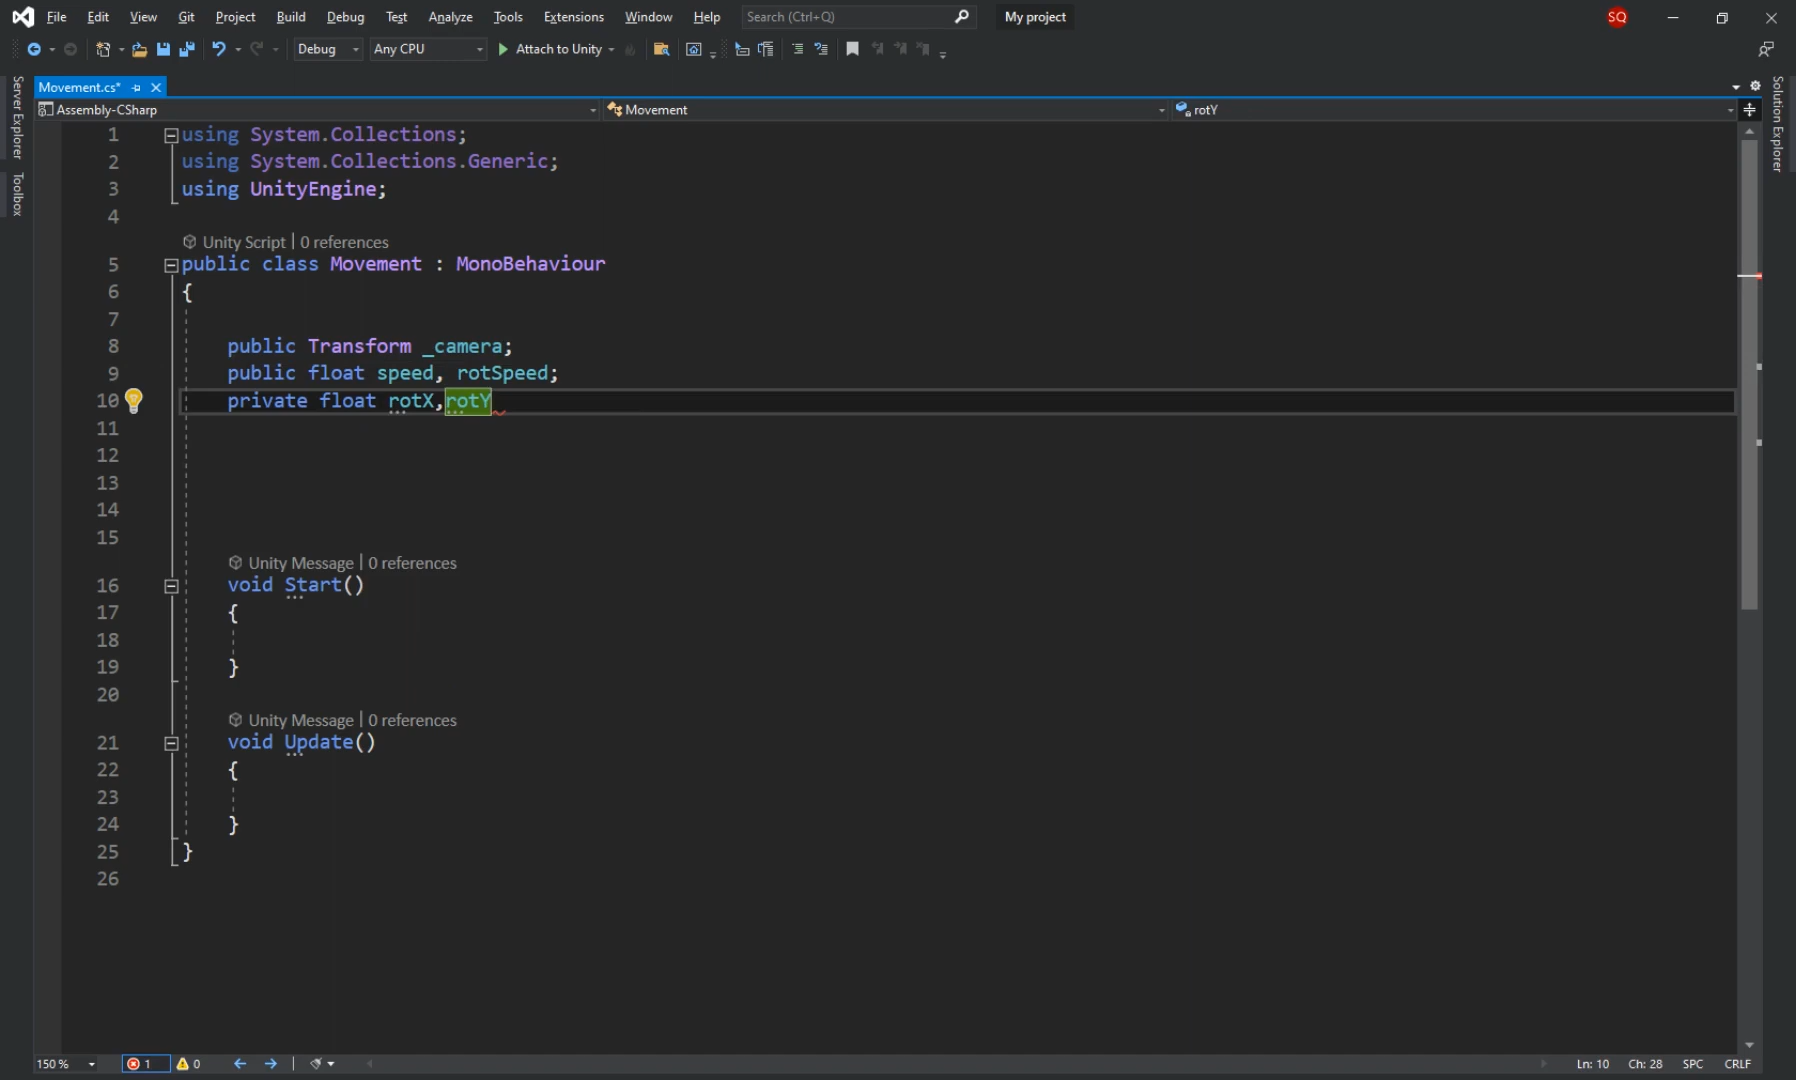 File Edit View Git Project Build Debug Test Analyze Tools Extensions Window Help Search (Ctrl+Q) My project SQ
Debug Any CPU Attach to Unity
Server Explorer
Toolbox
Solution Explorer
Movement.cs*
Assembly-CSharp Movement rotY
1 using System.Collections;
2 using System.Collections.Generic;
3 using UnityEngine;
4
Unity Script | 0 references
5 public class Movement : MonoBehaviour
6 {
7
8 public Transform _camera;
9 public float speed, rotSpeed;
10 private float rotX,rotY
11
12
13
14
15
Unity Message | 0 references
16 void Start()
17 {
18
19 }
20
Unity Message | 0 references
21 void Update()
22 {
23
24 }
25 }
26
150 % 1 0 Ln: 10 Ch: 28 SPC CRLF